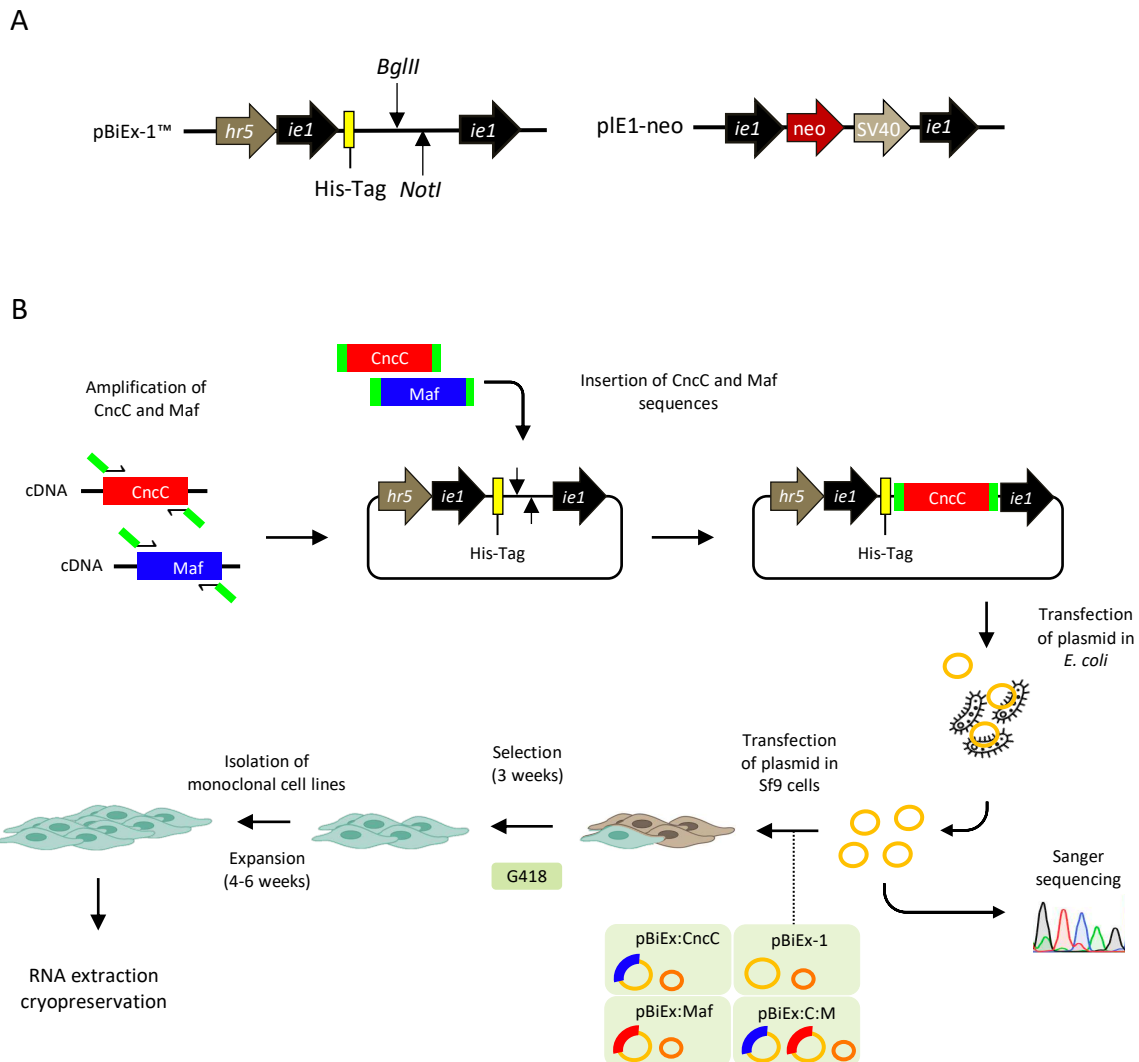 A
BglII
pBiEx-1™
hr5
ie1
ie1
His-Tag
NotI
pIE1-neo
ie1
neo
SV40
ie1
B
Amplification of
CncC and Maf
cDNA
CncC
cDNA
Maf
CncC
Maf
Insertion of CncC and Maf
sequences
hr5
ie1
ie1
His-Tag
hr5
ie1
CncC
ie1
His-Tag
Transfection
of plasmid in
E. coli
Sanger
sequencing
Transfection
of plasmid in
Sf9 cells
pBiEx:CncC
pBiEx-1
pBiEx:Maf
pBiEx:C:M
Selection
(3 weeks)
G418
Isolation of
monoclonal cell lines
Expansion
(4-6 weeks)
RNA extraction
cryopreservation